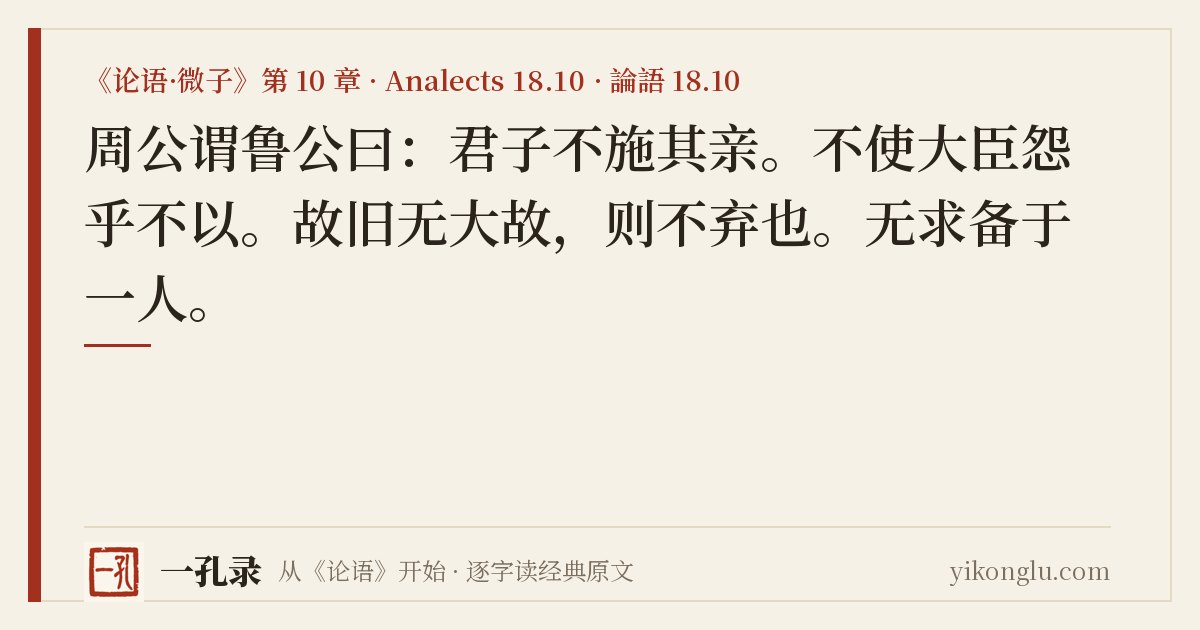 《论语·微子》第 10 章 · Analects 18.10 · 論語 18.10
周公谓鲁公曰：君子不施其亲。不使大臣怨
乎不以。故旧无大故，则不弃也。无求备于
一人。
一孔
一孔录 从《论语》开始 · 逐字读经典原文 yikonglu.com